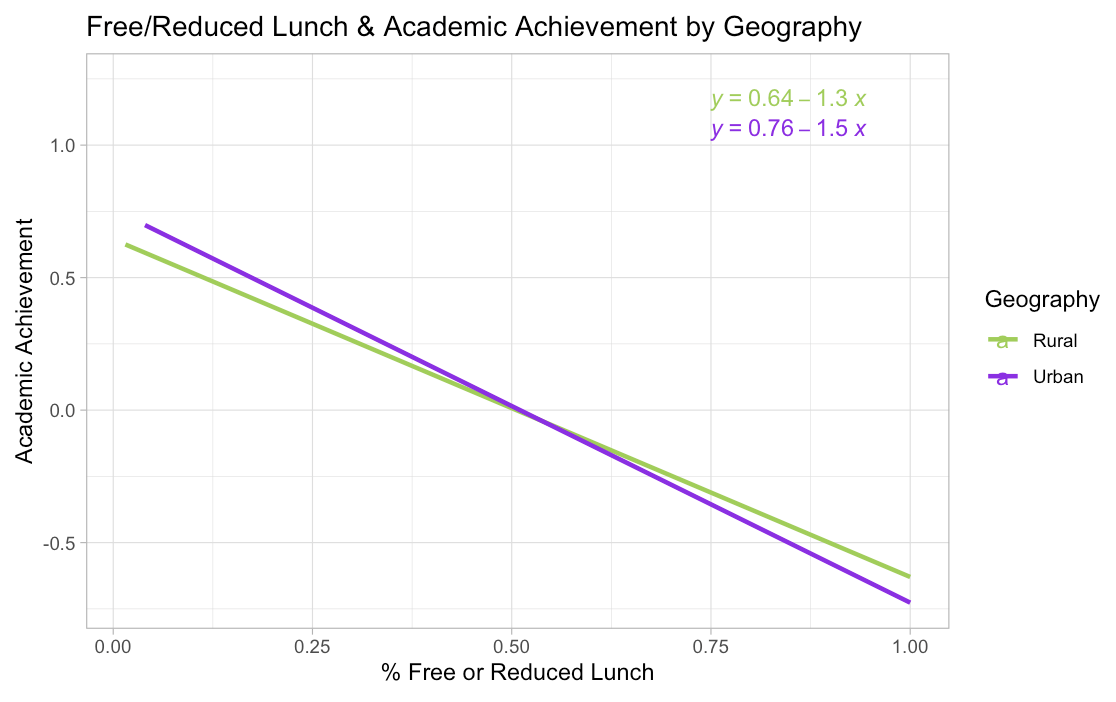 Free/Reduced Lunch & Academic Achievement by Geography
y = 0.64 – 1.3 x
y = 0.76 – 1.5 x
1.0
0.5
0.0
-0.5
Academic Achievement
0.00 0.25 0.50 0.75 1.00
% Free or Reduced Lunch
Geography
a Rural
a Urban